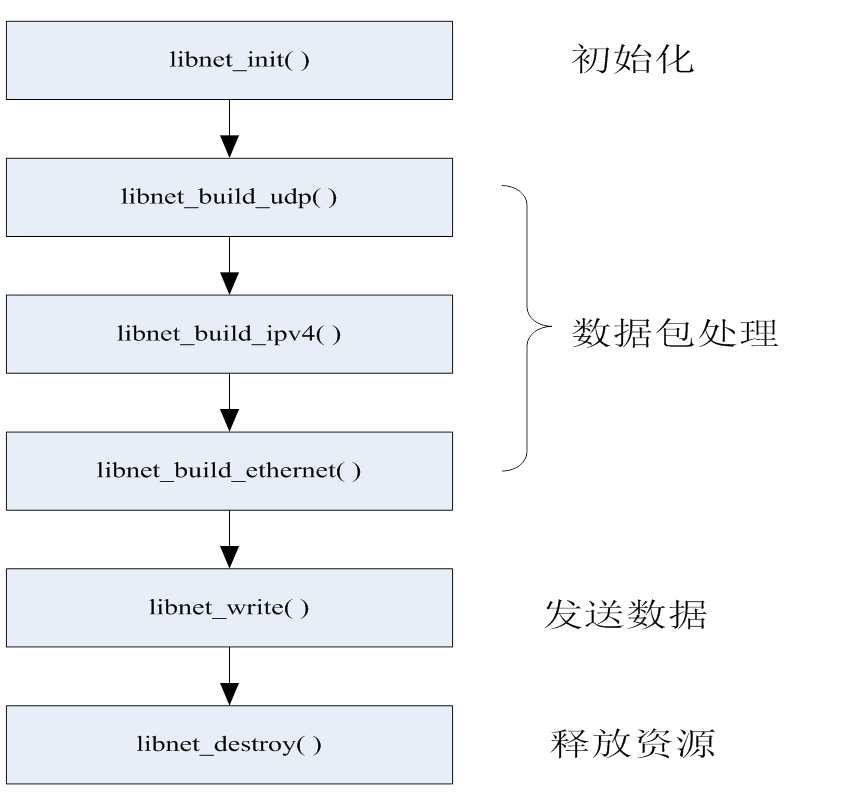 libnet_init( )
初始化
libnet_build_udp( )
libnet_build_ipv4( )
数据包处理
libnet_build_ethernet( )
libnet_write( )
发送数据
libnet_destroy( )
释放资源